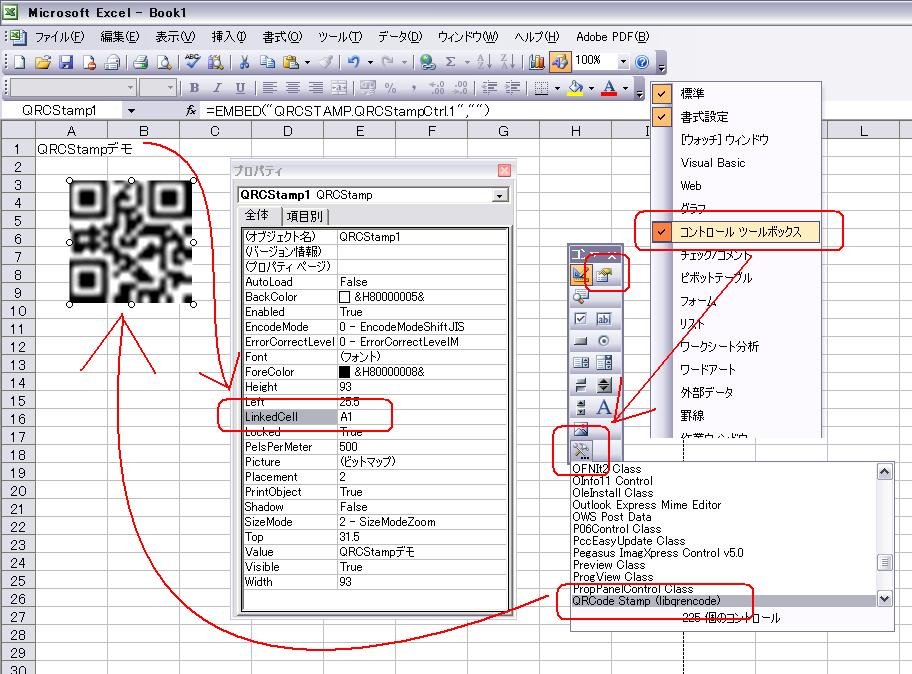 Microsoft Excel - Book1
ファイル(F) 編集(E) 表示(V) 挿入(I) 書式(O) ツール(T) データ(D) ウィンドウ(W) ヘルプ(H) Adobe PDF(B)
100%
B I U
QRCStamp1 fx =EMBED("QRCSTAMP.QRCStampCtrl.1","")
A B C D E F G H I L
1 QRCStampデモ
2
3
4
5
6
7
8
9
10
11
12
13
14
15
16
17
18
19
20
21
22
23
24
25
26
27
28
29
30
プロパティ
QRCStamp1 QRCStamp
全体 項目別
(オブジェクト名) QRCStamp1
(バージョン情報)
(プロパティ ページ)
AutoLoad False
BackColor &H80000005&
Enabled True
EncodeMode 0 - EncodeModeShiftJIS
ErrorCorrectLevel 0 - ErrorCorrectLevelM
Font (フォント)
ForeColor &H80000008&
Height 93
Left 25.5
LinkedCell A1
Locked True
PelsPerMeter 500
Picture (ビットマップ)
Placement 2
PrintObject True
Shadow False
SizeMode 2 - SizeModeZoom
Top 31.5
Value QRCStampデモ
Visible True
Width 93
標準
書式設定
[ウォッチ] ウィンドウ
Visual Basic
Web
グラフ
コントロール ツールボックス
チェック/コメント
ピボットテーブル
フォーム
リスト
ワークシート分析
ワードアート
外部データ
罫線
作業ウィンドウ
コ
ab|
A
OFNIt2 Class
OInfo11 Control
OleInstall Class
Outlook Express Mime Editor
OWS Post Data
P06Control Class
PccEasyUpdate Class
Pegasus ImagXpress Control v5.0
Preview Class
ProgView Class
PropPanelControl Class
QRCode Stamp (libqrencode)
225 個のコントロール